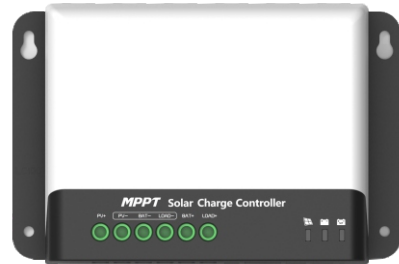 MPPT Solar Charge Controller
PV+ PV− BAT− LOAD− BAT+ LOAD+